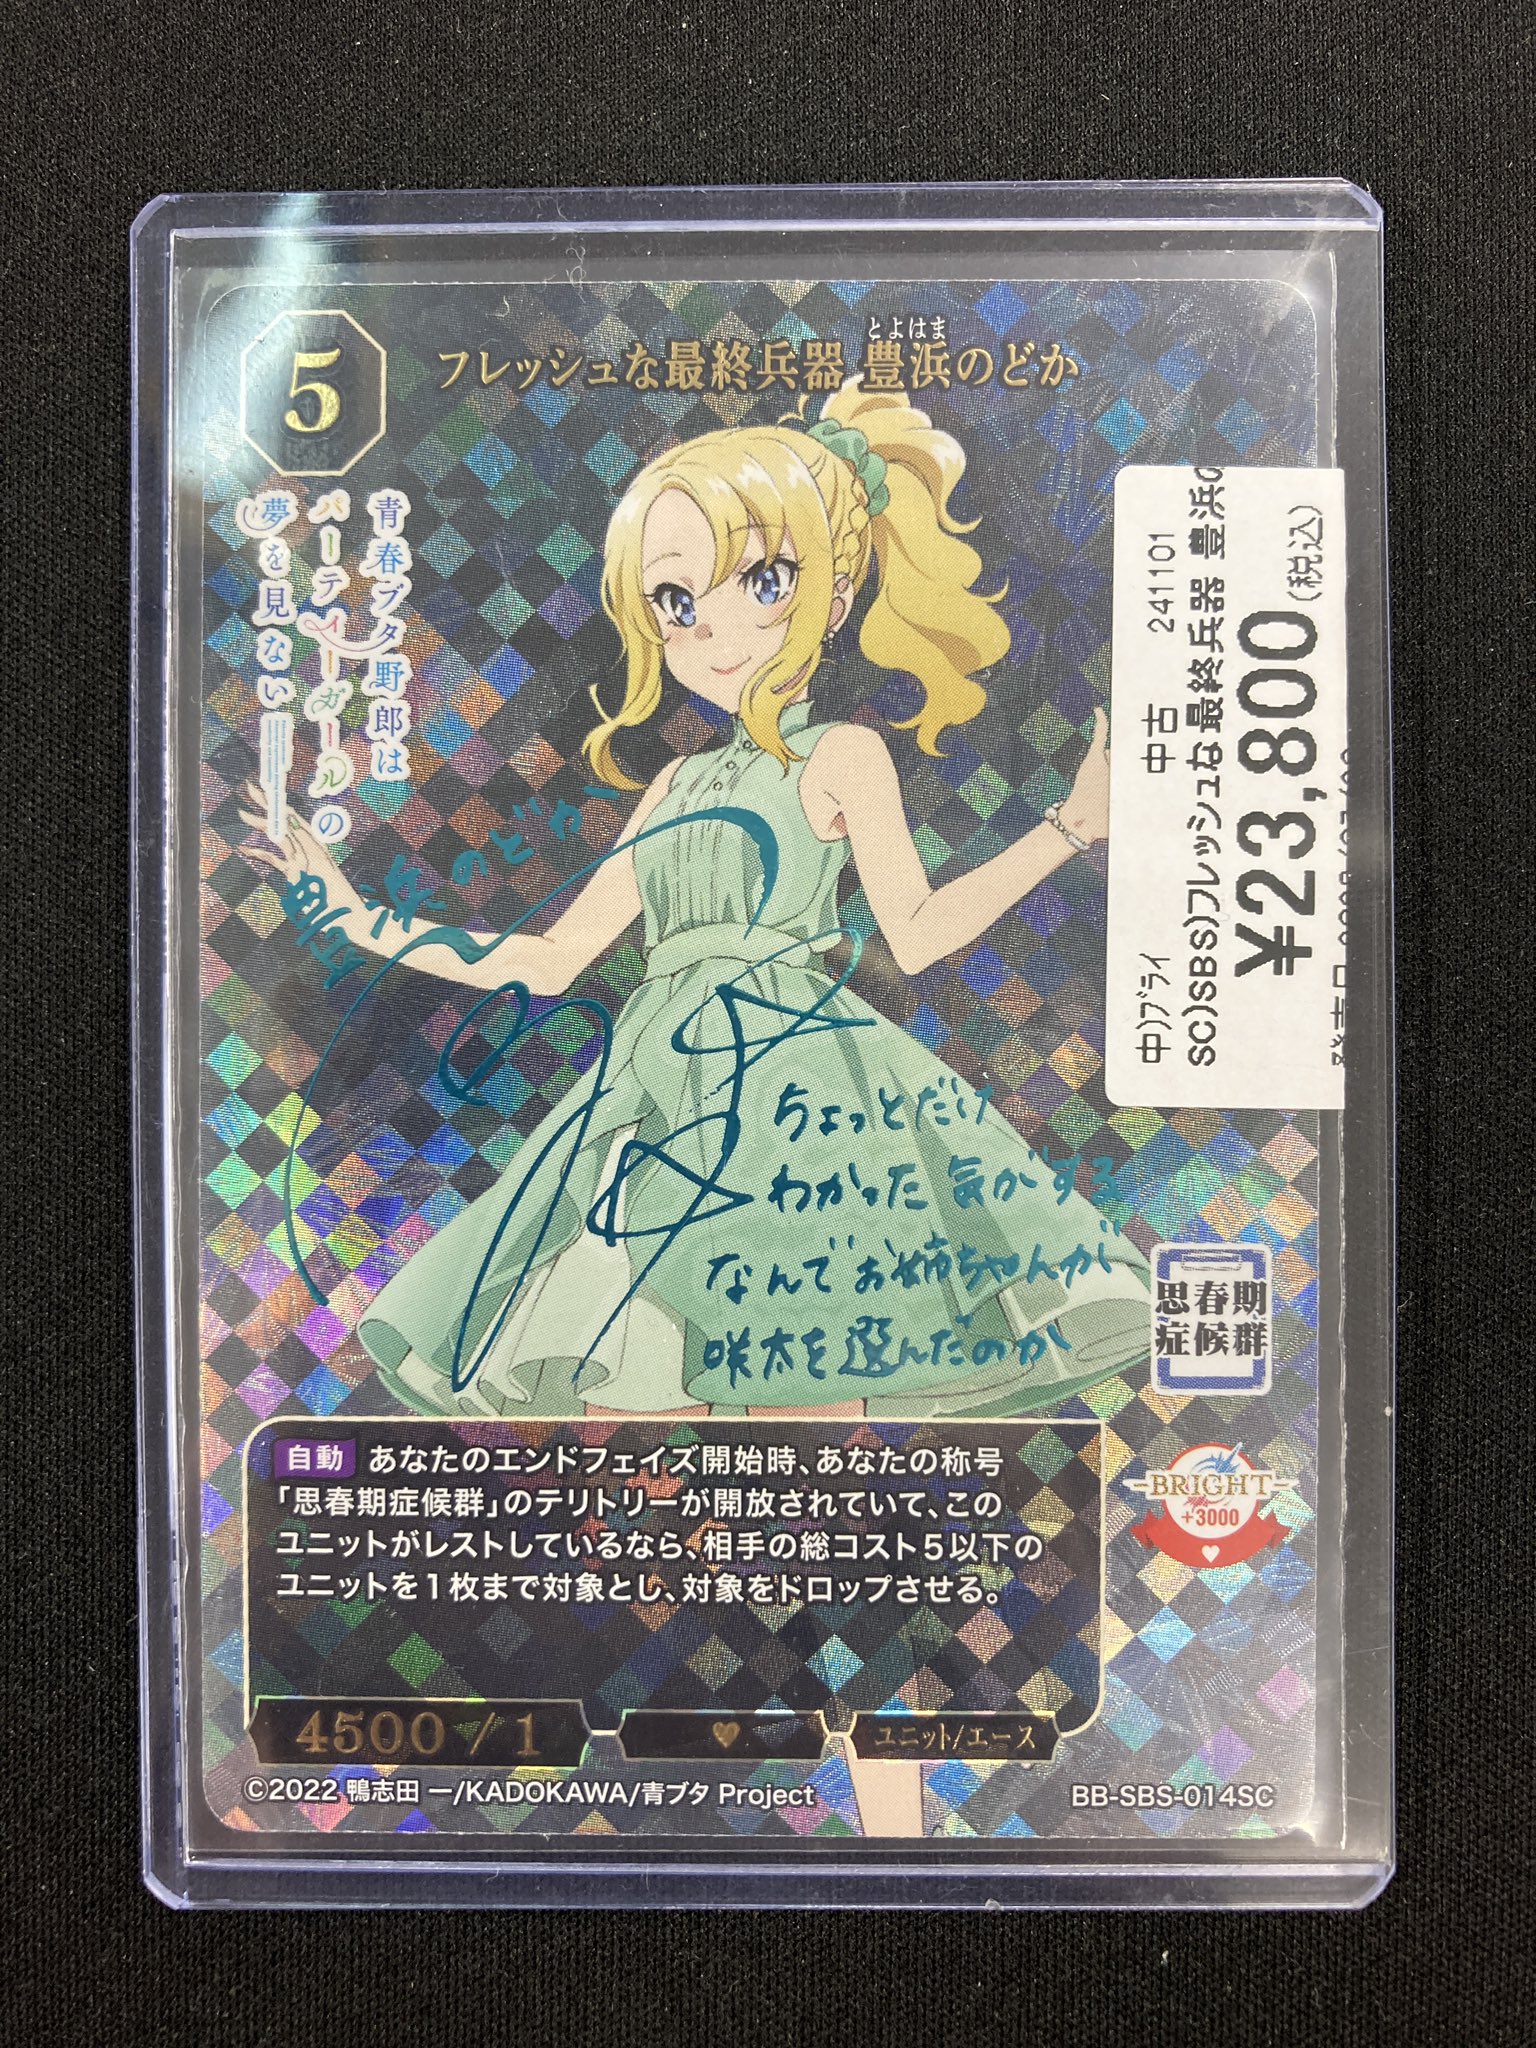 5
とよはま
フレッシュな最終兵器 豊浜のどか
青春ブタ野郎は
パーティーガールの
夢を見ない
241101
中古
中)ブライ
SC)SBS)フレッシュな最終兵器 豊浜
¥23,800
(税込)
豊浜のどか
ちょっとだけ
わかった気がする
なんでお姉ちゃんが
咲太を選んだのか
思春期
症候群
自動 あなたのエンドフェイズ開始時、あなたの称号
「思春期症候群」のテリトリーが開放されていて、この
ユニットがレストしているなら、相手の総コスト5以下の
ユニットを1枚まで対象とし、対象をドロップさせる。
BRIGHT
+3000
4500 / 1
ユニット/エース
©2022 鴨志田 一/KADOKAWA/青ブタ Project
BB-SBS-014SC